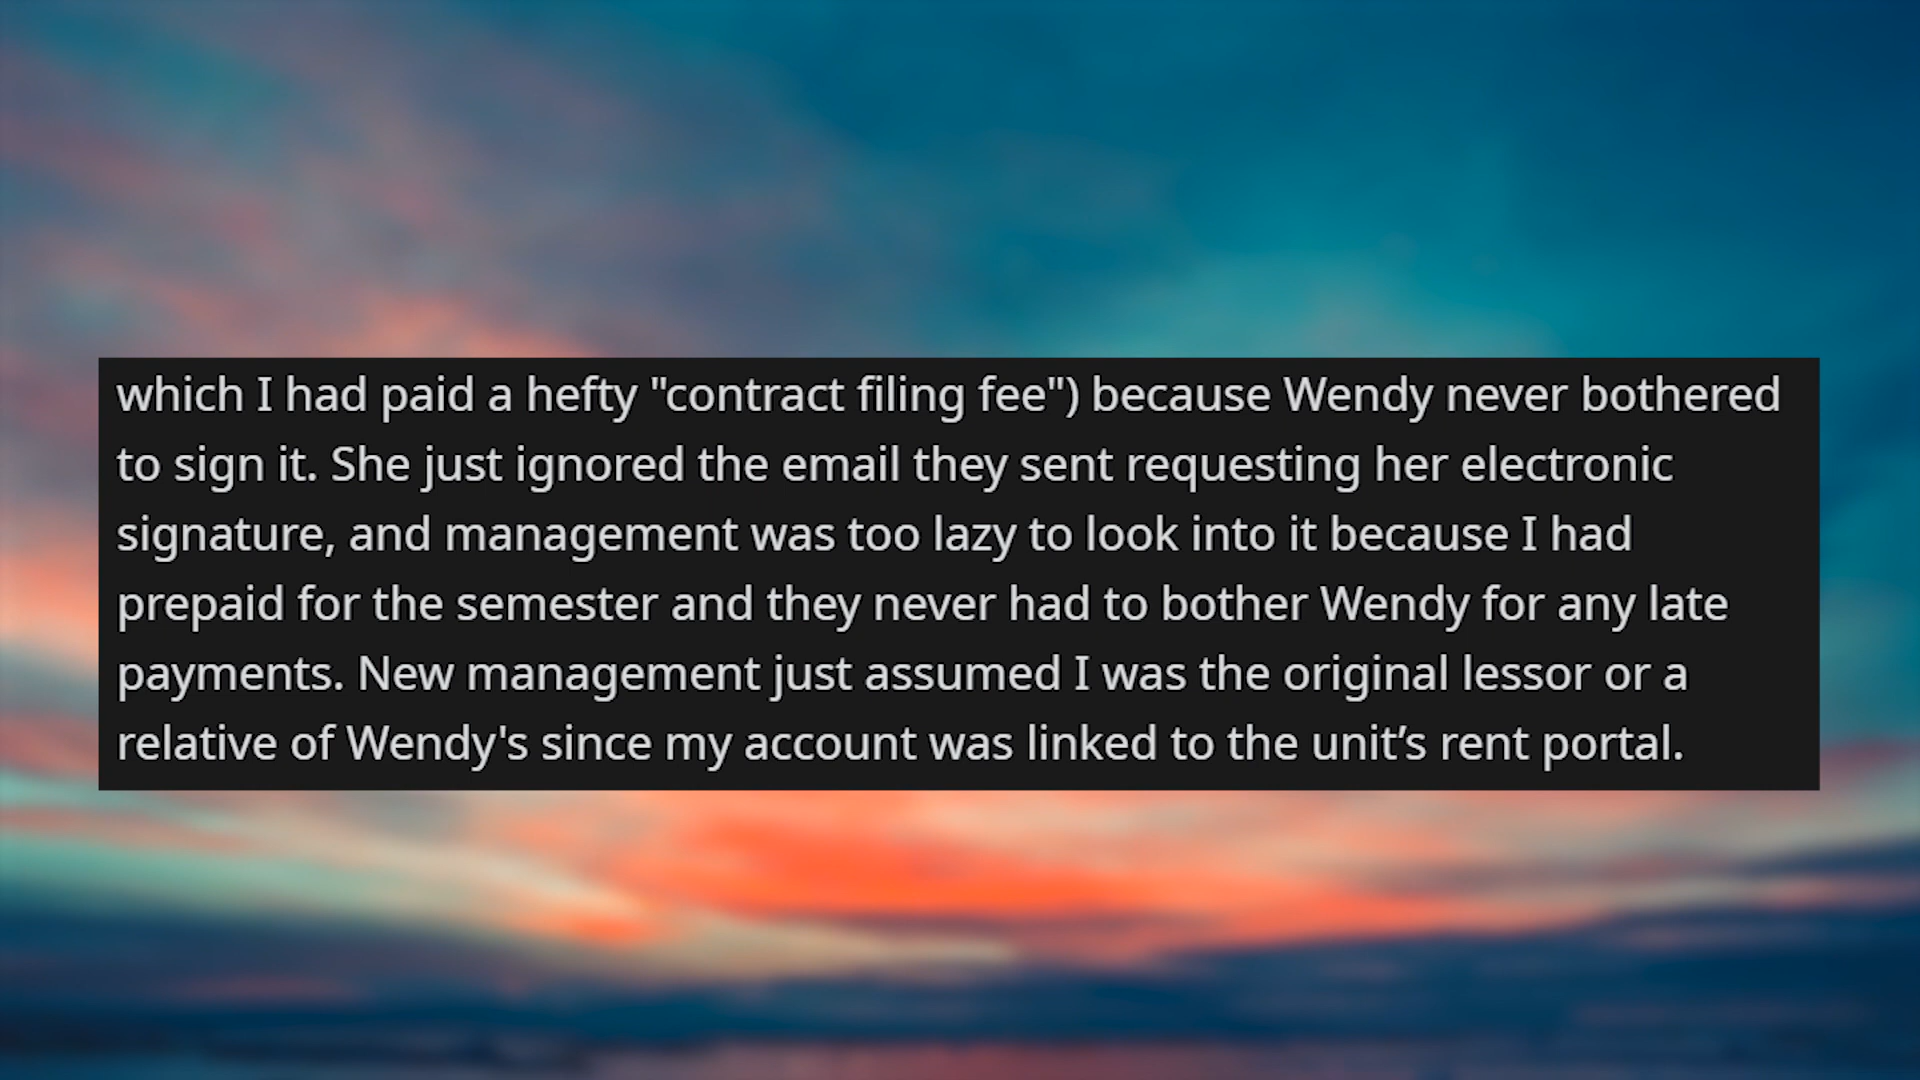 which I had paid a hefty "contract filing fee") because Wendy never bothered
to sign it. She just ignored the email they sent requesting her electronic
signature, and management was too lazy to look into it because I had
prepaid for the semester and they never had to bother Wendy for any late
payments. New management just assumed I was the original lessor or a
relative of Wendy's since my account was linked to the unit’s rent portal.